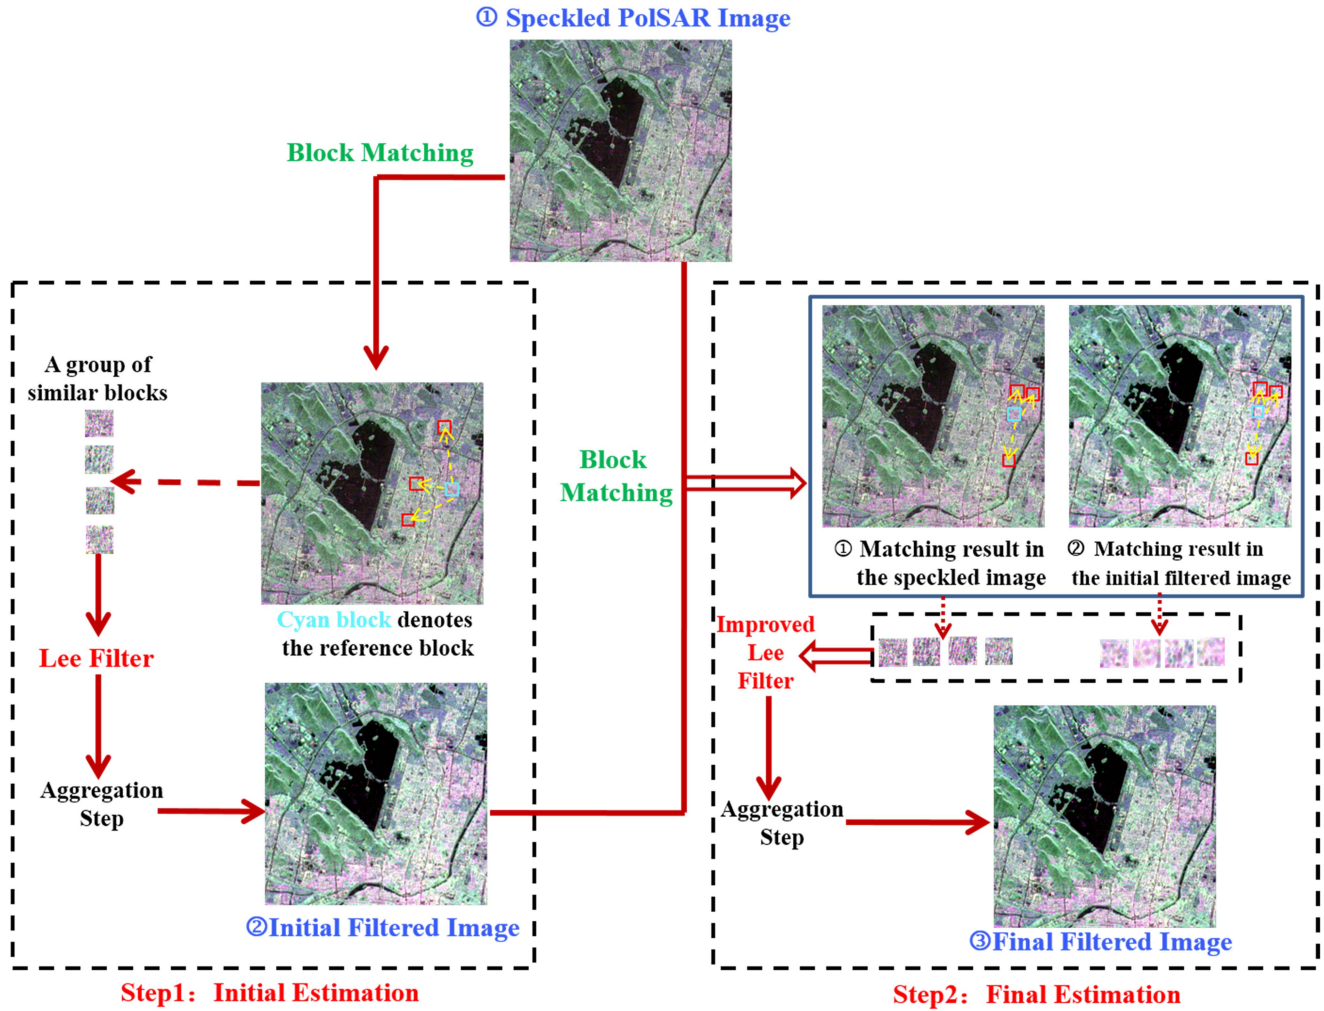 ① Speckled PolSAR Image
Block Matching
A group of
similar blocks
Cyan block denotes
the reference block
Lee Filter
Aggregation
Step
②Initial Filtered Image
Step1: Initial Estimation
Block
Matching
① Matching result in
the speckled image
② Matching result in
the initial filtered image
Improved
Lee
Filter
Aggregation
Step
③Final Filtered Image
Step2: Final Estimation